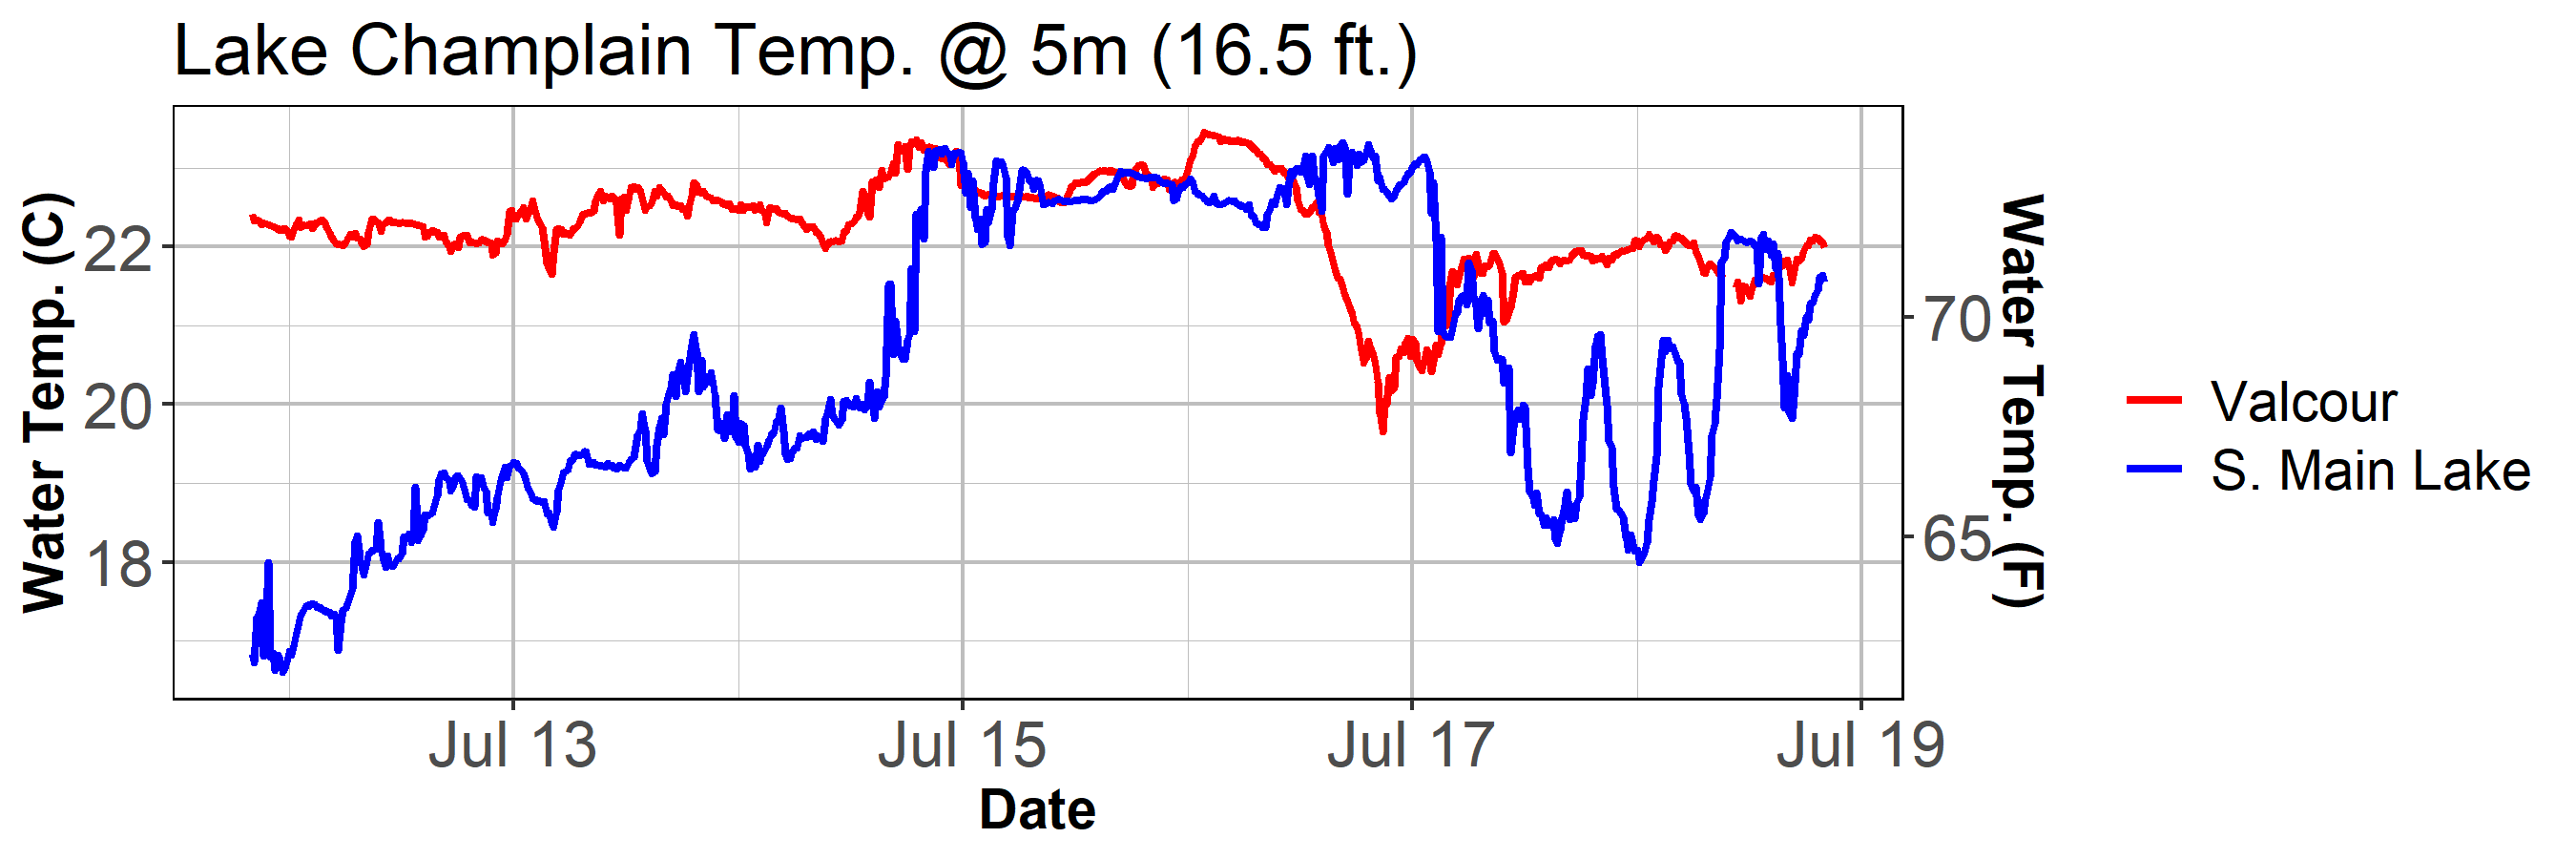 Lake Champlain Temp. @ 5m (16.5 ft.)
Water Temp. (C)
22
20
18
70
65
Water Temp. (F)
Jul 13
Jul 15
Jul 17
Jul 19
Date
Valcour
S. Main Lake